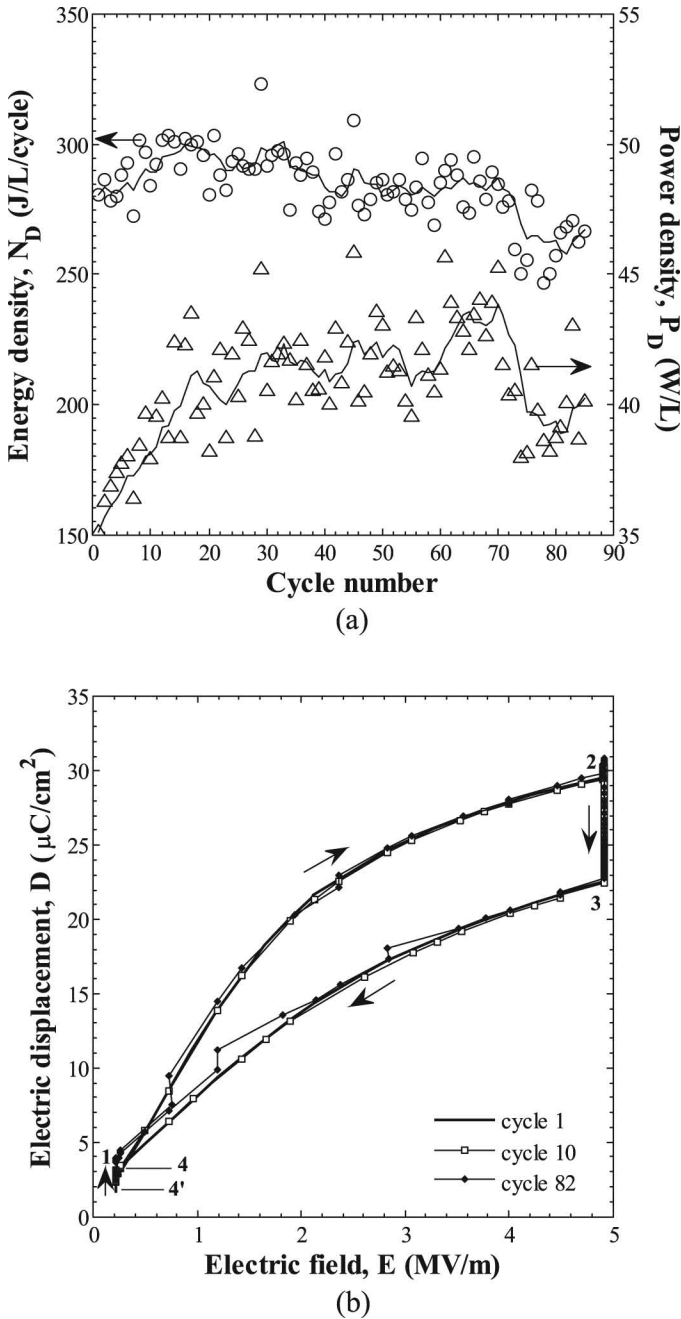 350
300
250
200
150
Energy density, N_D (J/L/cycle)
55
50
45
40
35
Power density, P_D (W/L)
0 10 20 30 40 50 60 70 80 90
Cycle number
(a)
35
30
25
20
15
10
5
0
Electric displacement, D (μC/cm²)
2
3
1
4
4'
cycle 1
cycle 10
cycle 82
0 1 2 3 4 5
Electric field, E (MV/m)
(b)